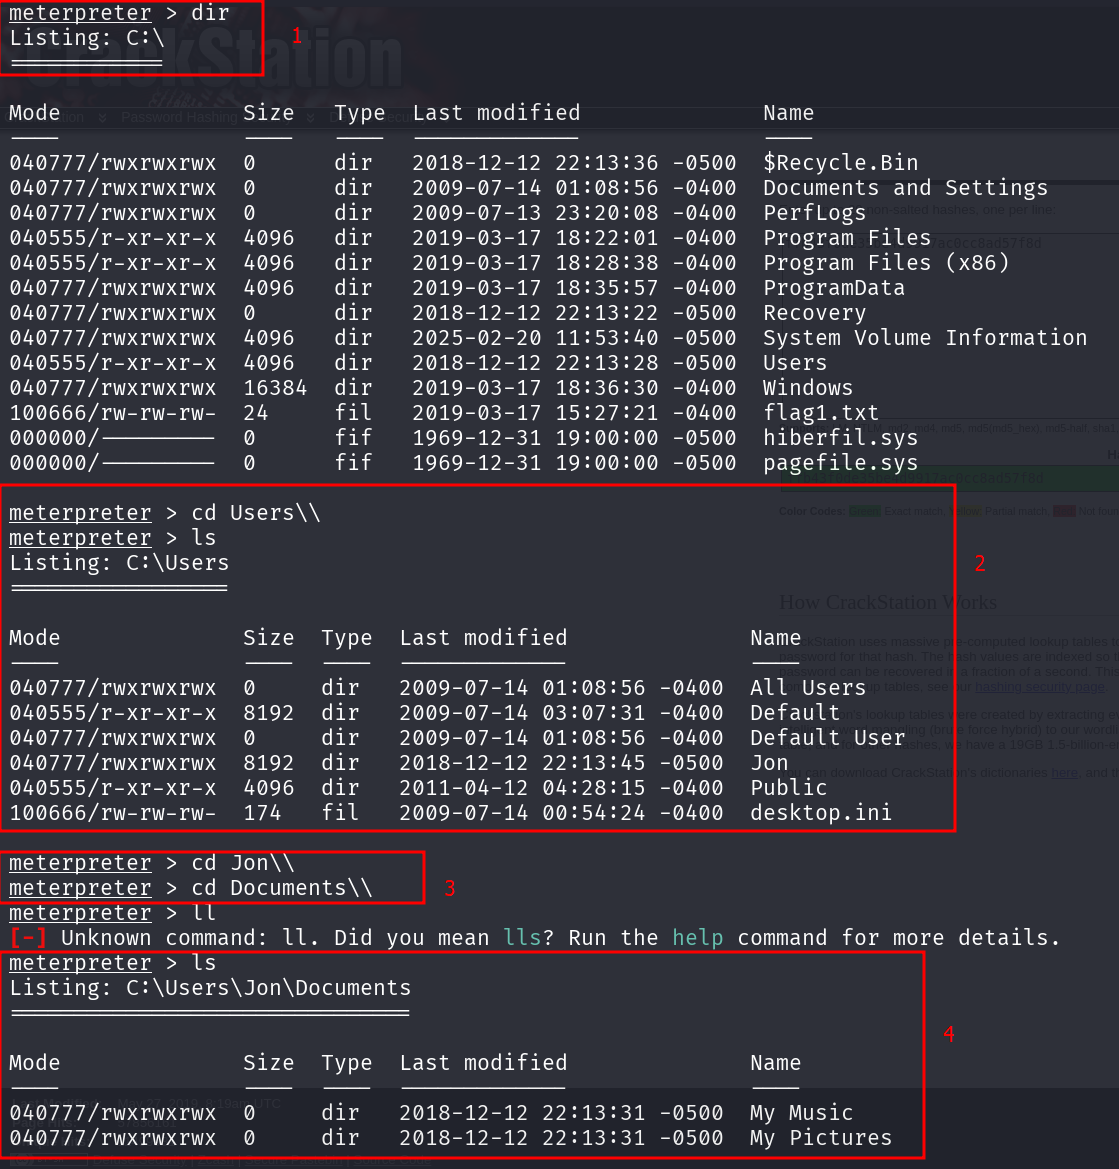 meterpreter > dir
Listing: C:\ 1
CrackStation
Mode Size Type Last modified Name
040777/rwxrwxrwx 0 dir 2018-12-12 22:13:36 -0500 $Recycle.Bin
040777/rwxrwxrwx 0 dir 2009-07-14 01:08:56 -0400 Documents and Settings
040777/rwxrwxrwx 0 dir 2009-07-13 23:20:08 -0400 PerfLogs
040555/r-xr-xr-x 4096 dir 2019-03-17 18:22:01 -0400 Program Files
040555/r-xr-xr-x 4096 dir 2019-03-17 18:28:38 -0400 Program Files (x86)
040777/rwxrwxrwx 4096 dir 2019-03-17 18:35:57 -0400 ProgramData
040777/rwxrwxrwx 0 dir 2018-12-12 22:13:22 -0500 Recovery
040777/rwxrwxrwx 4096 dir 2025-02-20 11:53:40 -0500 System Volume Information
040555/r-xr-xr-x 4096 dir 2018-12-12 22:13:28 -0500 Users
040777/rwxrwxrwx 16384 dir 2019-03-17 18:36:30 -0400 Windows
100666/rw-rw-rw- 24 fil 2019-03-17 15:27:21 -0400 flag1.txt
000000/--------- 0 fif 1969-12-31 19:00:00 -0500 hiberfil.sys
000000/--------- 0 fif 1969-12-31 19:00:00 -0500 pagefile.sys
Color Codes: Exact match, Yellow Partial match, Not foun
meterpreter > cd Users\\
meterpreter > ls
Listing: C:\Users 2
How CrackStation Works
Mode Size Type Last modified Name
040777/rwxrwxrwx 0 dir 2009-07-14 01:08:56 -0400 All Users
040555/r-xr-xr-x 8192 dir 2009-07-14 03:07:31 -0400 Default
040777/rwxrwxrwx 0 dir 2009-07-14 01:08:56 -0400 Default User
040777/rwxrwxrwx 8192 dir 2018-12-12 22:13:45 -0500 Jon
040555/r-xr-xr-x 4096 dir 2011-04-12 04:28:15 -0400 Public
100666/rw-rw-rw- 174 fil 2009-07-14 00:54:24 -0400 desktop.ini
meterpreter > cd Jon\\
meterpreter > cd Documents\\ 3
meterpreter > ll
[-] Unknown command: ll. Did you mean lls? Run the help command for more details.
meterpreter > ls
Listing: C:\Users\Jon\Documents
4
Mode Size Type Last modified Name
040777/rwxrwxrwx 0 dir 2018-12-12 22:13:31 -0500 My Music
040777/rwxrwxrwx 0 dir 2018-12-12 22:13:31 -0500 My Pictures